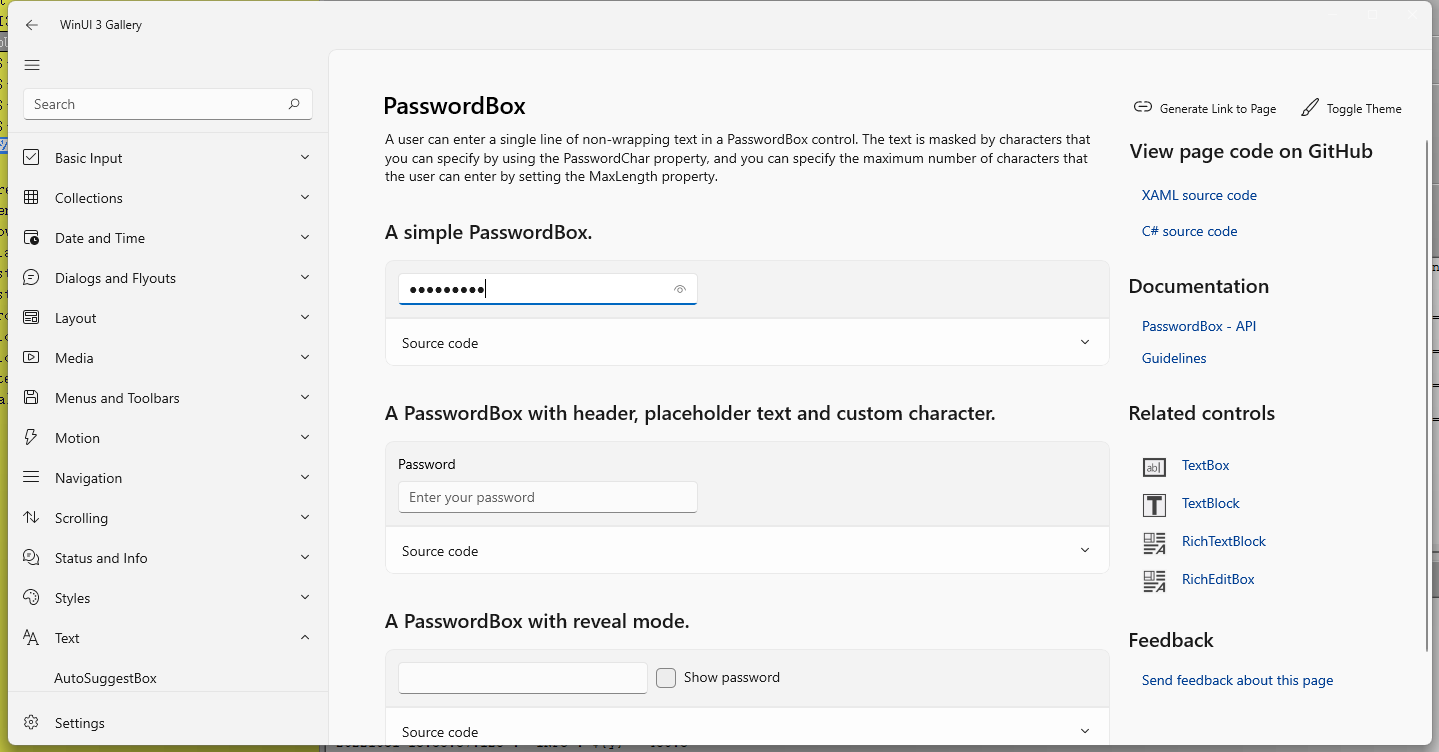 WinUI 3 Gallery
Search
Basic Input
Collections
Date and Time
Dialogs and Flyouts
Layout
Media
Menus and Toolbars
Motion
Navigation
Scrolling
Status and Info
Styles
Text
AutoSuggestBox
Settings
PasswordBox
Generate Link to Page
Toggle Theme
A user can enter a single line of non-wrapping text in a PasswordBox control. The text is masked by characters that
you can specify by using the PasswordChar property, and you can specify the maximum number of characters that
the user can enter by setting the MaxLength property.
A simple PasswordBox.
●●●●●●●●●
Source code
A PasswordBox with header, placeholder text and custom character.
Password
Enter your password
Source code
A PasswordBox with reveal mode.
Show password
Source code
View page code on GitHub
XAML source code
C# source code
Documentation
PasswordBox - API
Guidelines
Related controls
abl TextBox
T TextBlock
RichTextBlock
RichEditBox
Feedback
Send feedback about this page